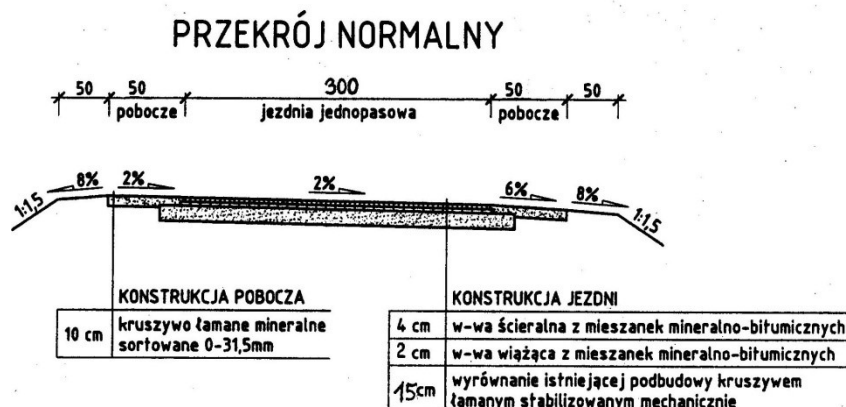 PRZEKRÓJ NORMALNY
50 50 300 50 50
pobocze jezdnia jednopasowa pobocze
1:1,5 8% 2% 2% 6% 8% 1:1,5
KONSTRUKCJA POBOCZA
10 cm kruszywo łamane mineralne
sortowane 0-31,5mm
KONSTRUKCJA JEZDNI
4 cm w-wa ścieralna z mieszanek mineralno-bitumicznych
2 cm w-wa wiążąca z mieszanek mineralno-bitumicznych
15cm wyrównanie istniejącej podbudowy kruszywem
łamanym stabilizowanym mechanicznie